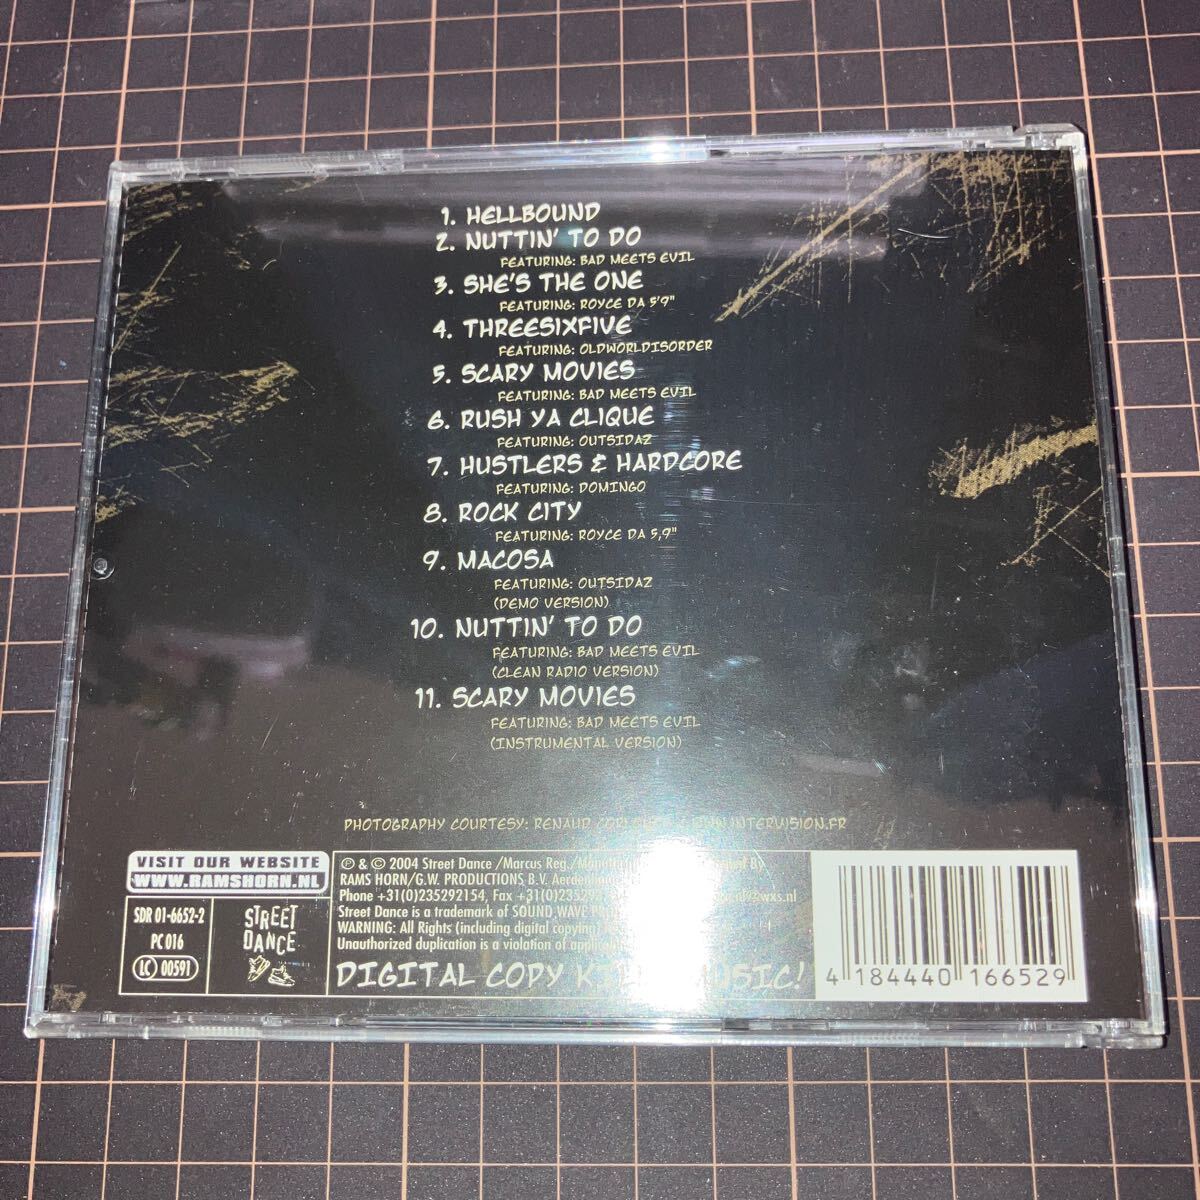 1. HELLBOUND
2. NUTTIN' TO DO
FEATURING: BAD MEETS EVIL
3. SHE'S THE ONE
FEATURING: ROYCE DA 5'9"
4. THREESIXFIVE
FEATURING: OLDWORLDISORDER
5. SCARY MOVIES
FEATURING: BAD MEETS EVIL
6. RUSH YA CLIQUE
FEATURING: OUTSIDAZ
7. HUSTLERS & HARDCORE
FEATURING: DOMINGO
8. ROCK CITY
FEATURING: ROYCE DA 5,9"
9. MACOSA
FEATURING: OUTSIDAZ
(DEMO VERSION)
10. NUTTIN' TO DO
FEATURING: BAD MEETS EVIL
(CLEAN RADIO VERSION)
11. SCARY MOVIES
FEATURING: BAD MEETS EVIL
(INSTRUMENTAL VERSION)
PHOTOGRAPHY COURTESY: RENAUD / WWW.INTERVISION.FR
VISIT OUR WEBSITE
WWW.RAMSHORN.NL
SDR 01-6652-2
PC 016
LC 00591
STREET
DANCE
℗ & © 2004 Street Dance /Marcus Reg./ By
RAMS HORN/G.W. PRODUCTIONS B.V.
Phone +31(0)235292154, Fax
Street Dance is a trademark of SOUND WAVE
WARNING: All Rights (including digital copying)
Unauthorized duplication is a violation of
DIGITAL COPY MUSIC!
4 184440 166529